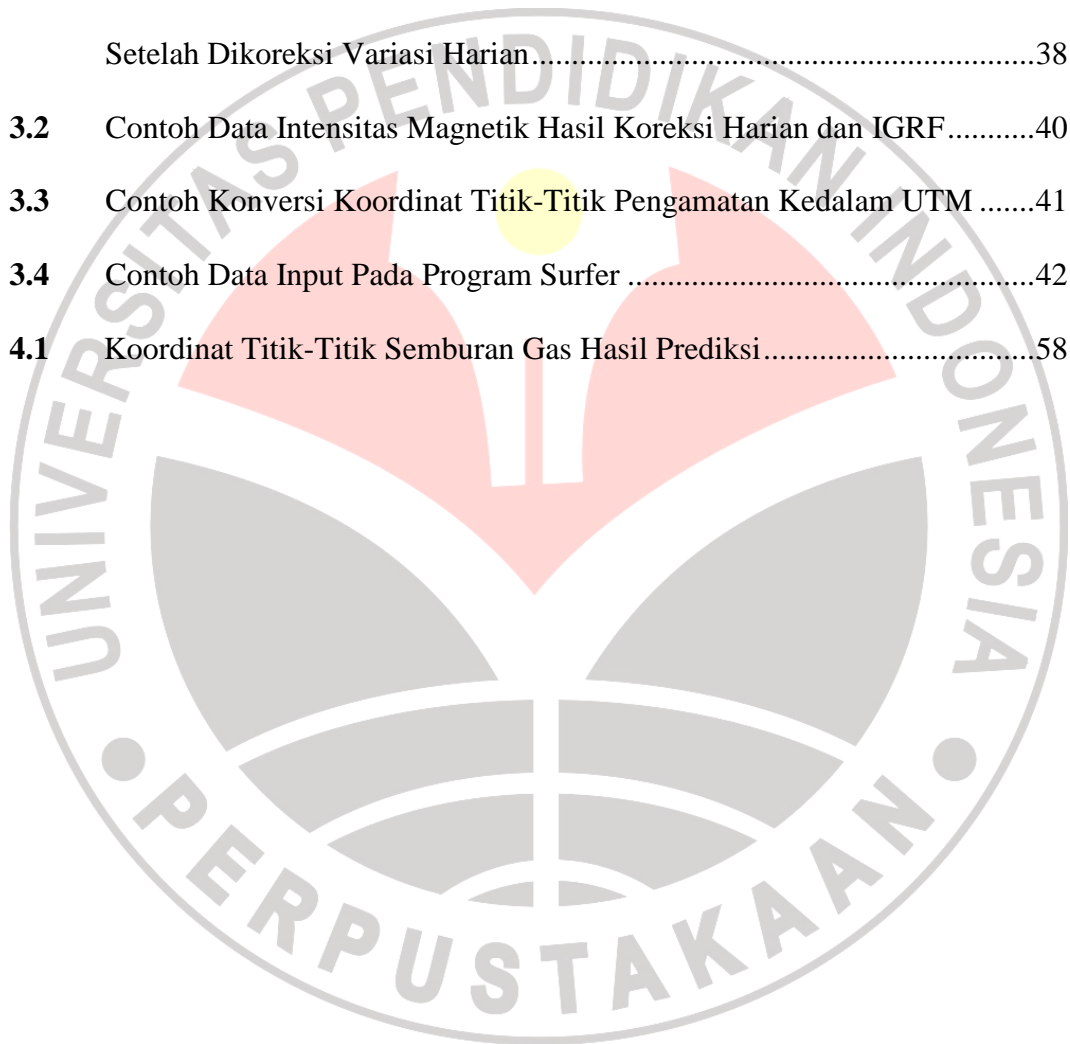 Setelah Dikoreksi Variasi Harian..........................................................38
3.2 Contoh Data Intensitas Magnetik Hasil Koreksi Harian dan IGRF...........40
3.3 Contoh Konversi Koordinat Titik-Titik Pengamatan Kedalam UTM .......41
3.4 Contoh Data Input Pada Program Surfer ..............................................42
4.1 Koordinat Titik-Titik Semburan Gas Hasil Prediksi...............................58
UNIVERSITAS PENDIDIKAN INDONESIA
PERPUSTAKAAN